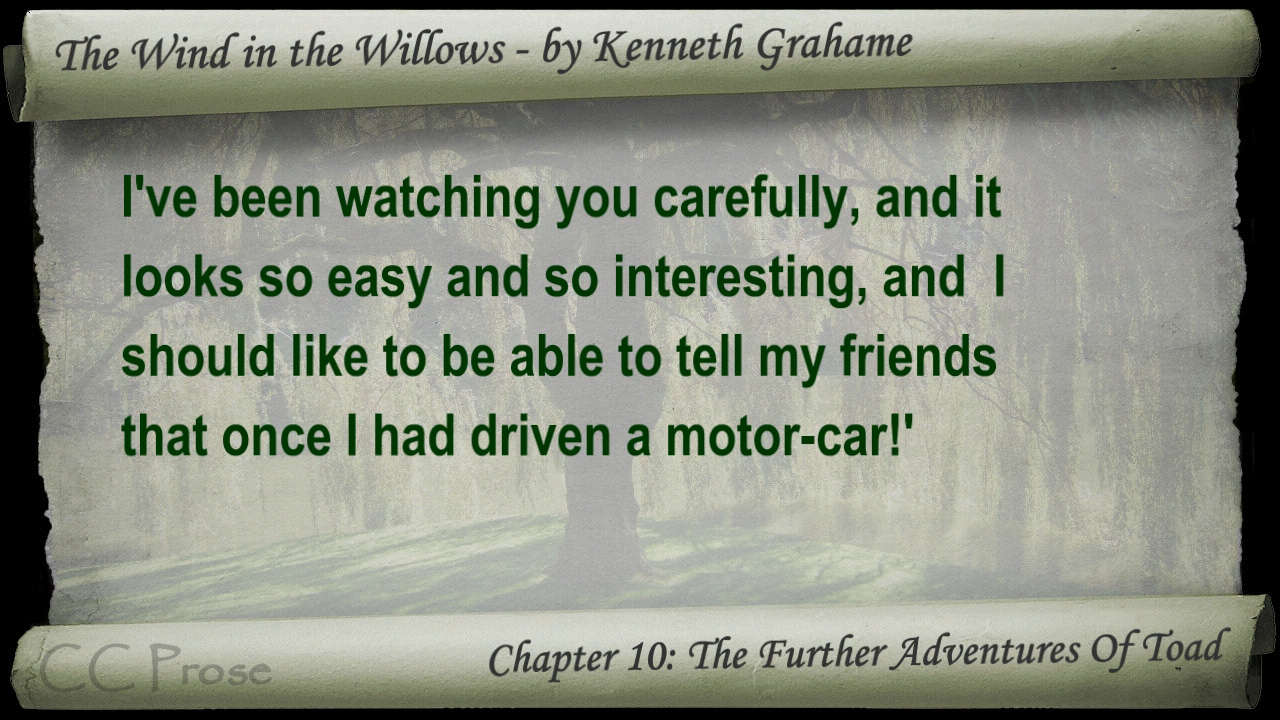 The Wind in the Willows - by Kenneth Grahame
I've been watching you carefully, and it
looks so easy and so interesting, and  I
should like to be able to tell my friends
that once I had driven a motor-car!'
CC Prose
Chapter 10: The Further Adventures Of Toad